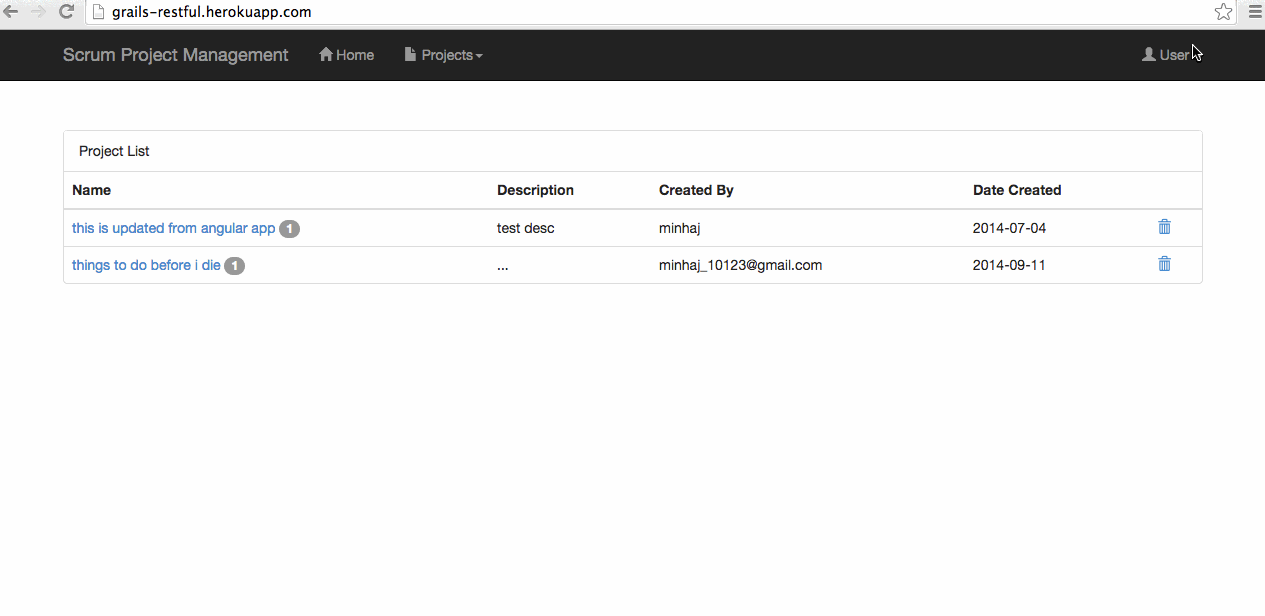 grails-restful.herokuapp.com
Scrum Project Management Home Projects User
Project List
Name Description Created By Date Created
this is updated from angular app 1 test desc minhaj 2014-07-04
things to do before i die 1 ... minhaj_10123@gmail.com 2014-09-11